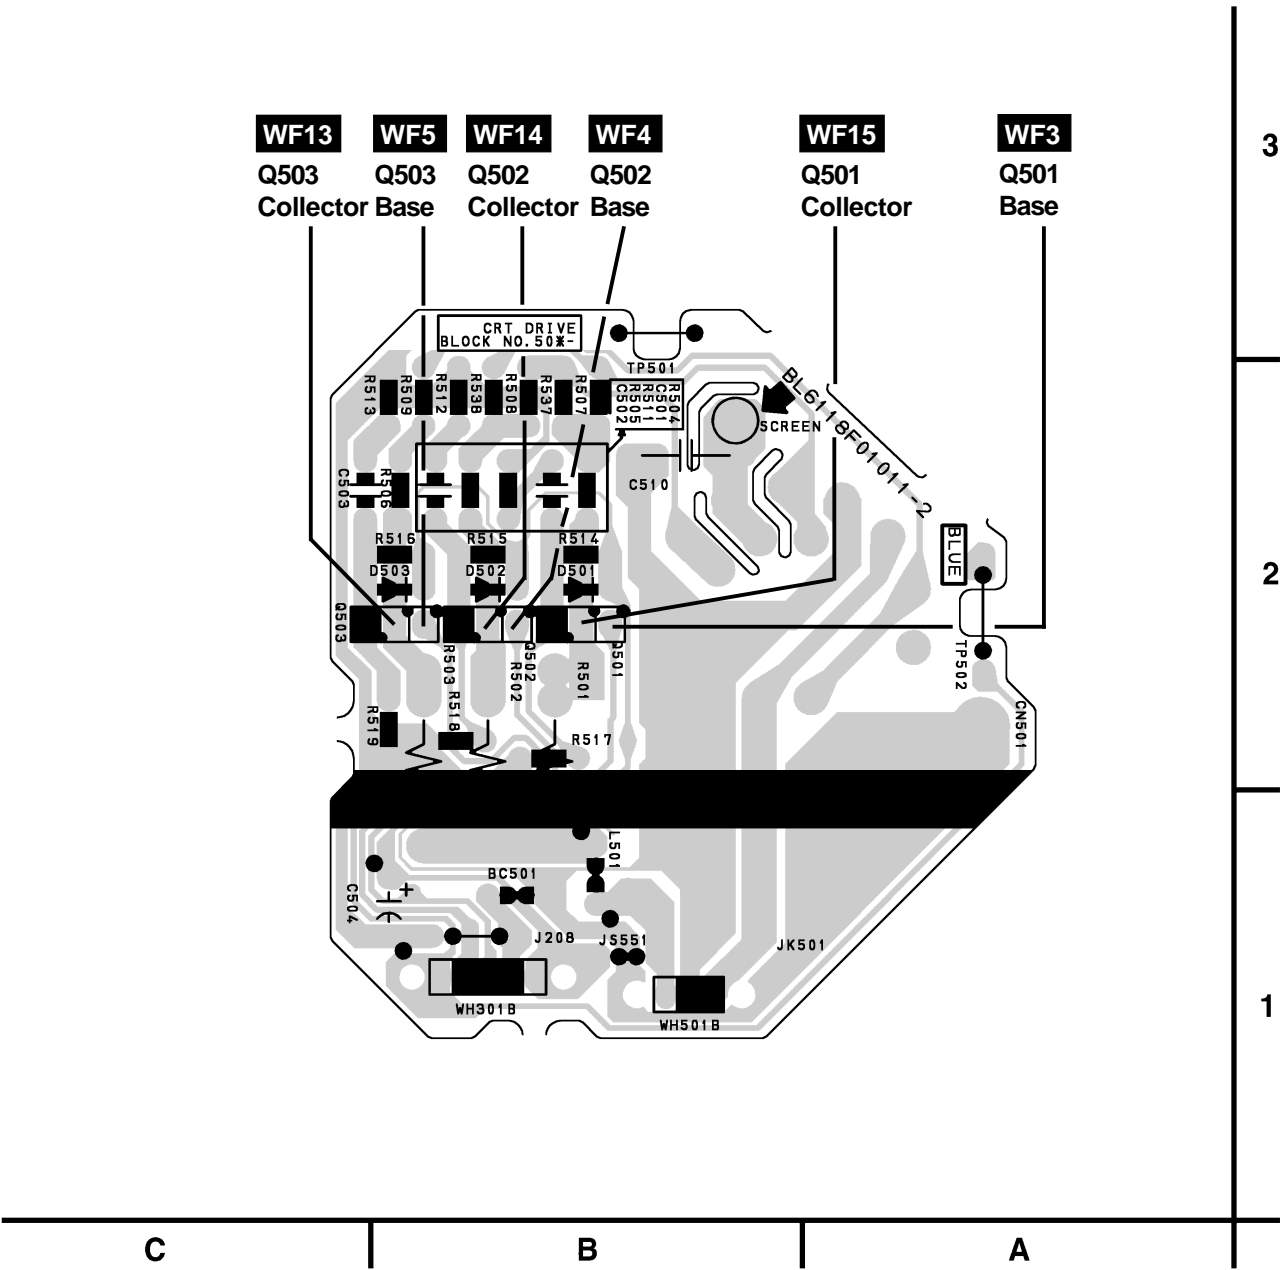 WF13 WF5 WF14 WF4 WF15 WF3
Q503 Q503 Q502 Q502 Q501 Q501
Collector Base Collector Base Collector Base
3
CRT DRIVE
BLOCK NO.50※-
TP501
BL6118F01011-2
R513
R509
R512
R538
R508
R537
R507
C502
R505
R511
C501
R504
SCREEN
C503
R506
C510
R516
R515
R514
BLUE
D503
D502
D501
2
Q503
R503
Q502
R502
R501
Q501
TP502
R519
R518
R517
CN501
L501
BC501
C504
+
J208
JS551
JK501
WH301B
WH501B
1
C
B
A